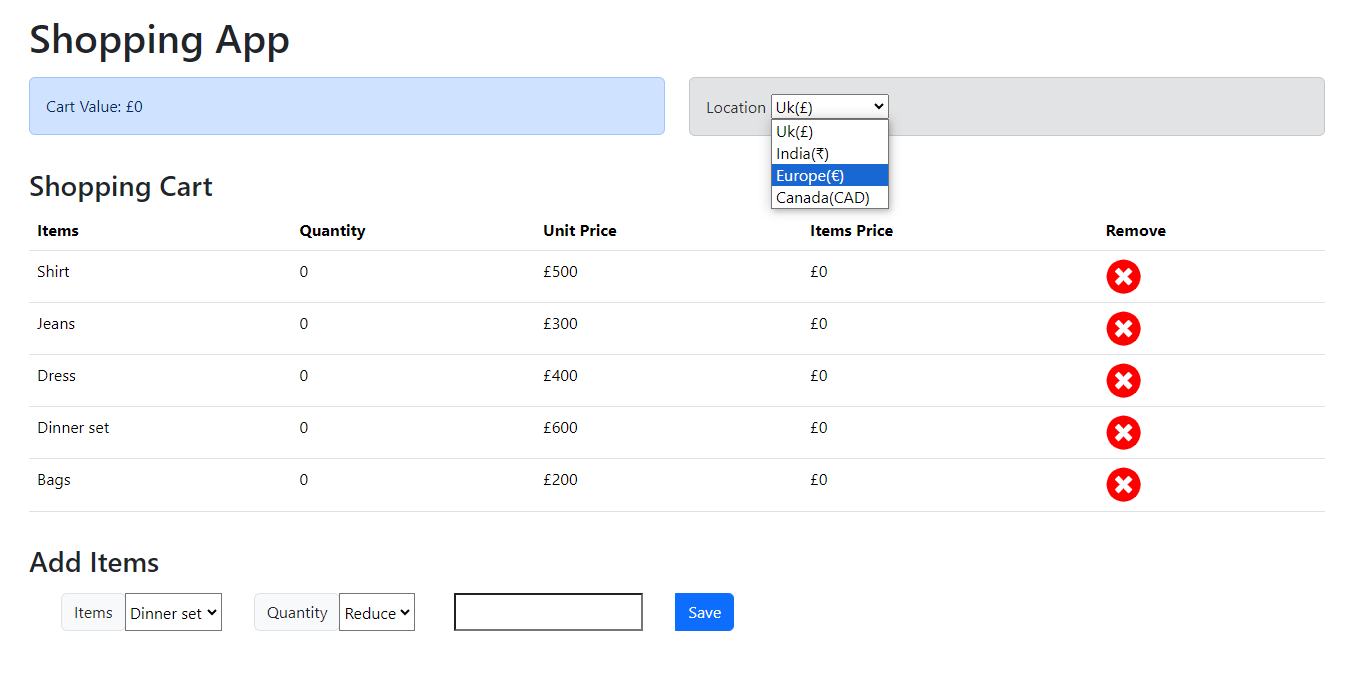 Shopping App
Cart Value: £0
Location Uk(£)
Uk(£)
India(₹)
Europe(€)
Canada(CAD)
Shopping Cart
Items Quantity Unit Price Items Price Remove
Shirt 0 £500 £0
Jeans 0 £300 £0
Dress 0 £400 £0
Dinner set 0 £600 £0
Bags 0 £200 £0
Add Items
Items Dinner set Quantity Reduce Save